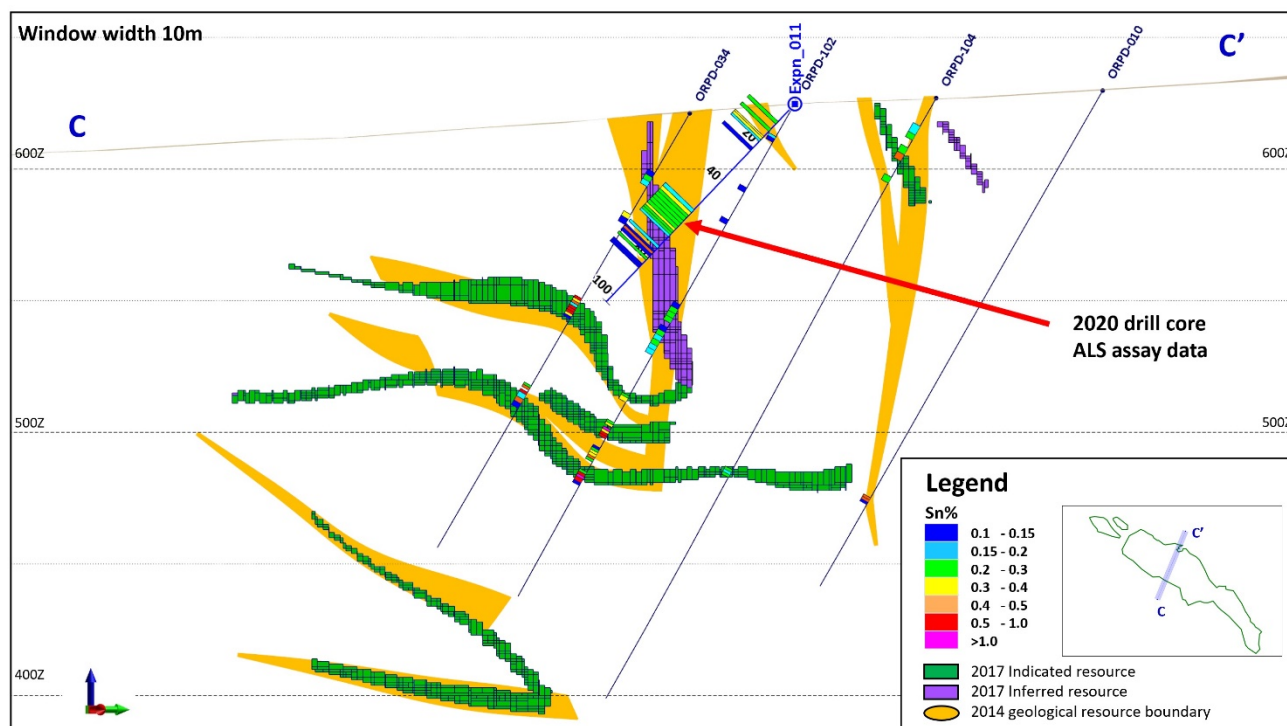 Window width 10m
C
C'
ORPD-034
Expn_011
ORPD-102
ORPD-104
ORPD-010
600Z
600Z
20
40
100
2020 drill core
ALS assay data
500Z
500Z
400Z
Legend
Sn%
0.1 - 0.15
0.15 - 0.2
0.2 - 0.3
0.3 - 0.4
0.4 - 0.5
0.5 - 1.0
>1.0
2017 Indicated resource
2017 Inferred resource
2014 geological resource boundary
C'
C